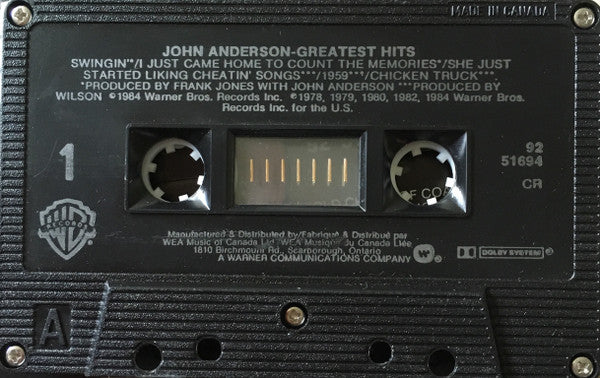 MADE IN CANADA
JOHN ANDERSON-GREATEST HITS
SWINGIN'**/I JUST CAME HOME TO COUNT THE MEMORIES*/SHE JUST
STARTED LIKING CHEATIN' SONGS***/1959***/CHICKEN TRUCK***.
*PRODUCED BY FRANK JONES WITH JOHN ANDERSON ***PRODUCED BY
WILSON ©1984 Warner Bros. Records Inc. ℗1978, 1979, 1980, 1982, 1984 Warner Bros.
Records Inc. for the U.S.
1
92
51694
CR
WB
RECORDS
Manufactured & Distributed by/Fabriqué & Distribué par
WEA Music of Canada Ltd./WEA Musique du Canada Ltée
1810 Birchmount Rd., Scarborough, Ontario
A WARNER COMMUNICATIONS COMPANY
DOLBY SYSTEM®
A